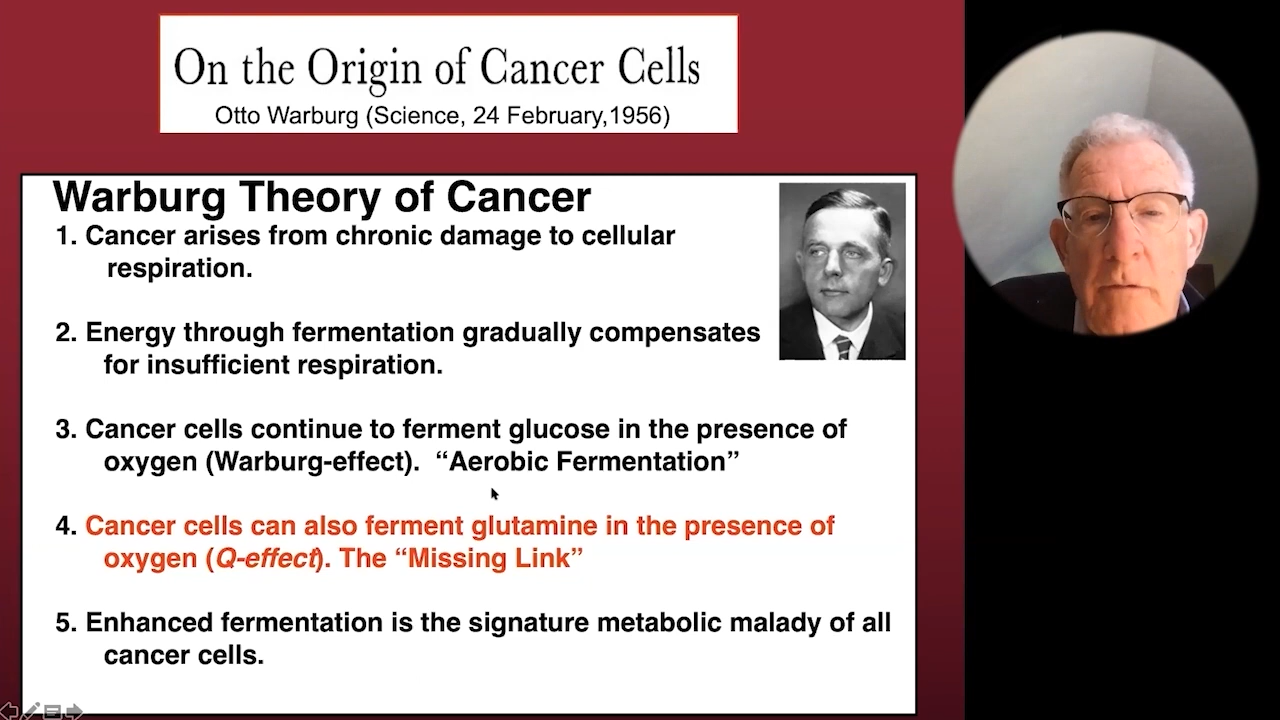 On the Origin of Cancer Cells
Otto Warburg (Science, 24 February,1956)
Warburg Theory of Cancer
1. Cancer arises from chronic damage to cellular
respiration.
2. Energy through fermentation gradually compensates
for insufficient respiration.
3. Cancer cells continue to ferment glucose in the presence of
oxygen (Warburg-effect). “Aerobic Fermentation”
4. Cancer cells can also ferment glutamine in the presence of
oxygen (Q-effect). The “Missing Link”
5. Enhanced fermentation is the signature metabolic malady of all
cancer cells.